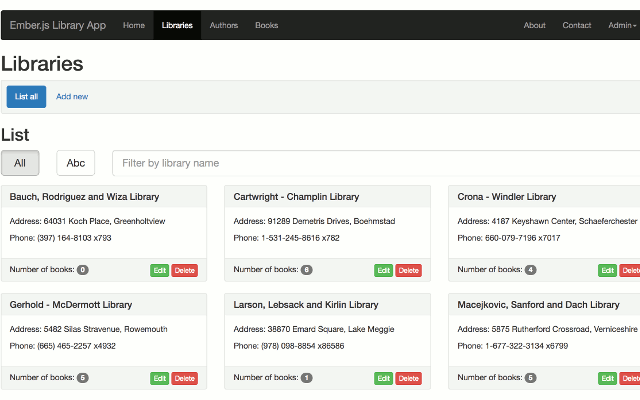 Ember.js Library App Home Libraries Authors Books About Contact Admin
Libraries
List all Add new
List
All Abc Filter by library name
Bauch, Rodriguez and Wiza Library
Address: 64031 Koch Place, Greenholtview
Phone: (397) 164-8103 x793
Number of books: 0 Edit Delete
Cartwright - Champlin Library
Address: 91289 Demetris Drives, Boehmstad
Phone: 1-531-245-8616 x782
Number of books: 6 Edit Delete
Crona - Windler Library
Address: 4187 Keyshawn Center, Schaeferchester
Phone: 660-079-7196 x7017
Number of books: 4 Edit Delete
Gerhold - McDermott Library
Address: 5482 Silas Stravenue, Rowemouth
Phone: (665) 465-2257 x4932
Number of books: 5 Edit Delete
Larson, Lebsack and Kirlin Library
Address: 38870 Emard Square, Lake Meggie
Phone: (978) 098-8854 x86586
Number of books: 1 Edit Delete
Macejkovic, Sanford and Dach Library
Address: 5875 Rutherford Crossroad, Verniceshire
Phone: 1-677-322-3134 x6799
Number of books: 5 Edit Delete